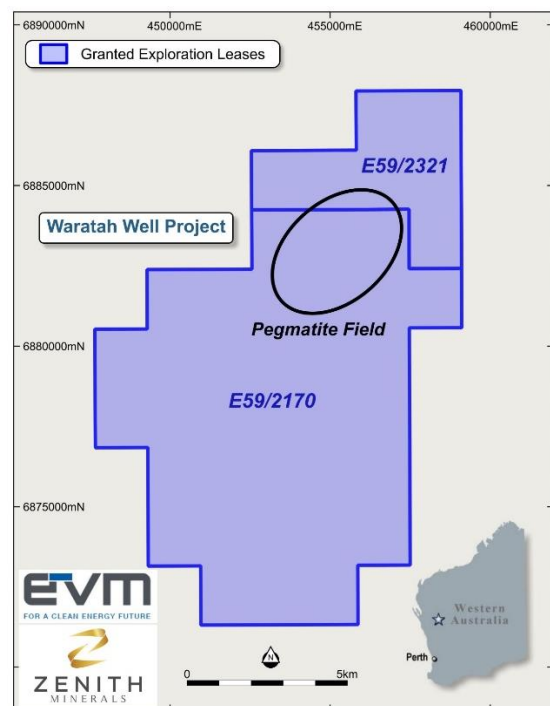 450000mE
455000mE
460000mE
6890000mN
Granted Exploration Leases
E59/2321
6885000mN
Waratah Well Project
Pegmatite Field
6880000mN
E59/2170
6875000mN
EVM
FOR A CLEAN ENERGY FUTURE
ZENITH
MINERALS
N
0
5km
Western
Australia
Perth